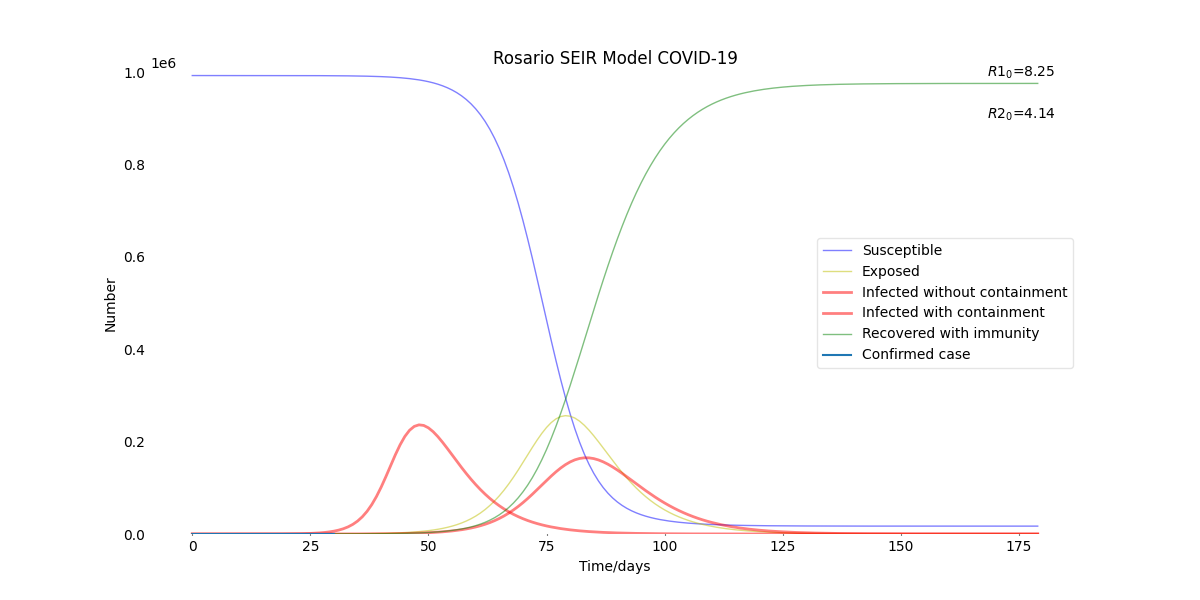 Rosario SEIR Model COVID-19
1e6
R1₀=8.25
R2₀=4.14
1.0
0.8
0.6
0.4
0.2
0.0
Number
Susceptible
Exposed
Infected without containment
Infected with containment
Recovered with immunity
Confirmed case
0 25 50 75 100 125 150 175
Time/days